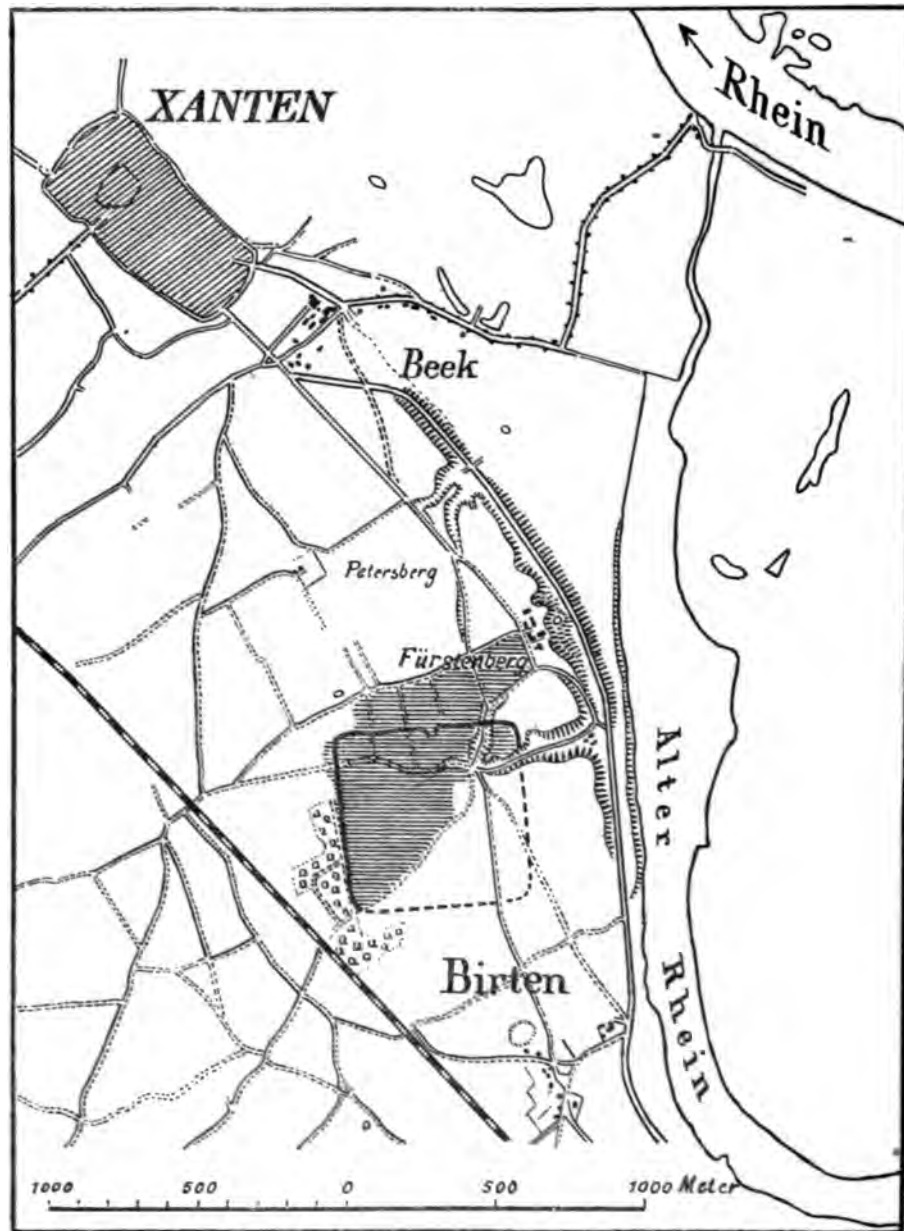 XANTEN
Rhein
Beek
Petersberg
Fürstenberg
Alter
Rhein
Birten
1000 500 0 500 1000 Meter